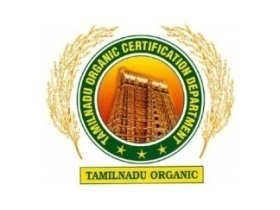 TAMILNADU ORGANIC CERTIFICATION DEPARTMENT
TAMILNADU ORGANIC